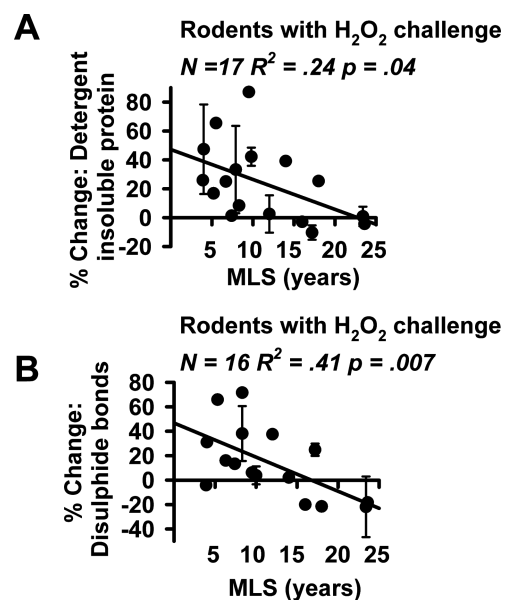 A
Rodents with H₂O₂ challenge
N =17 R² = .24 p = .04
% Change: Detergent
insoluble protein
80
60
40
20
0
-20
5 10 15 20 25
MLS (years)
Rodents with H₂O₂ challenge
B
N = 16 R² = .41 p = .007
% Change:
Disulphide bonds
80
60
40
20
0
-20
-40
5 10 15 20 25
MLS (years)